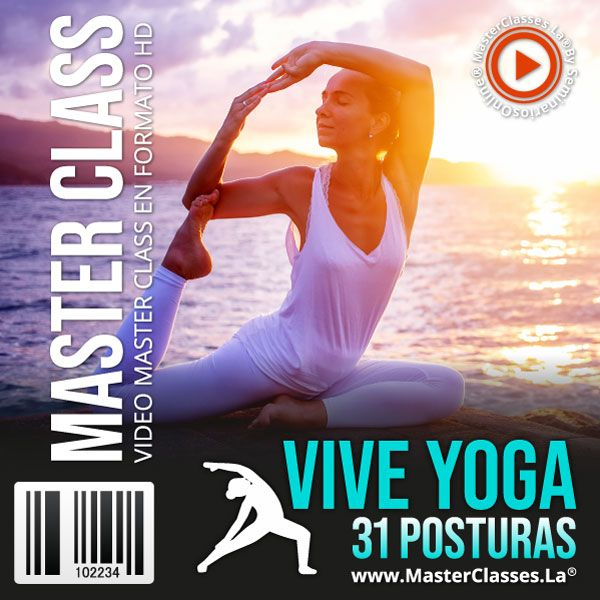 MASTER CLASS
VIDEO MASTER CLASS EN FORMATO HD
MasterClasses.La®By SeminariosOnline®
VIVE YOGA
31 POSTURAS
www.MasterClasses.La®
102234